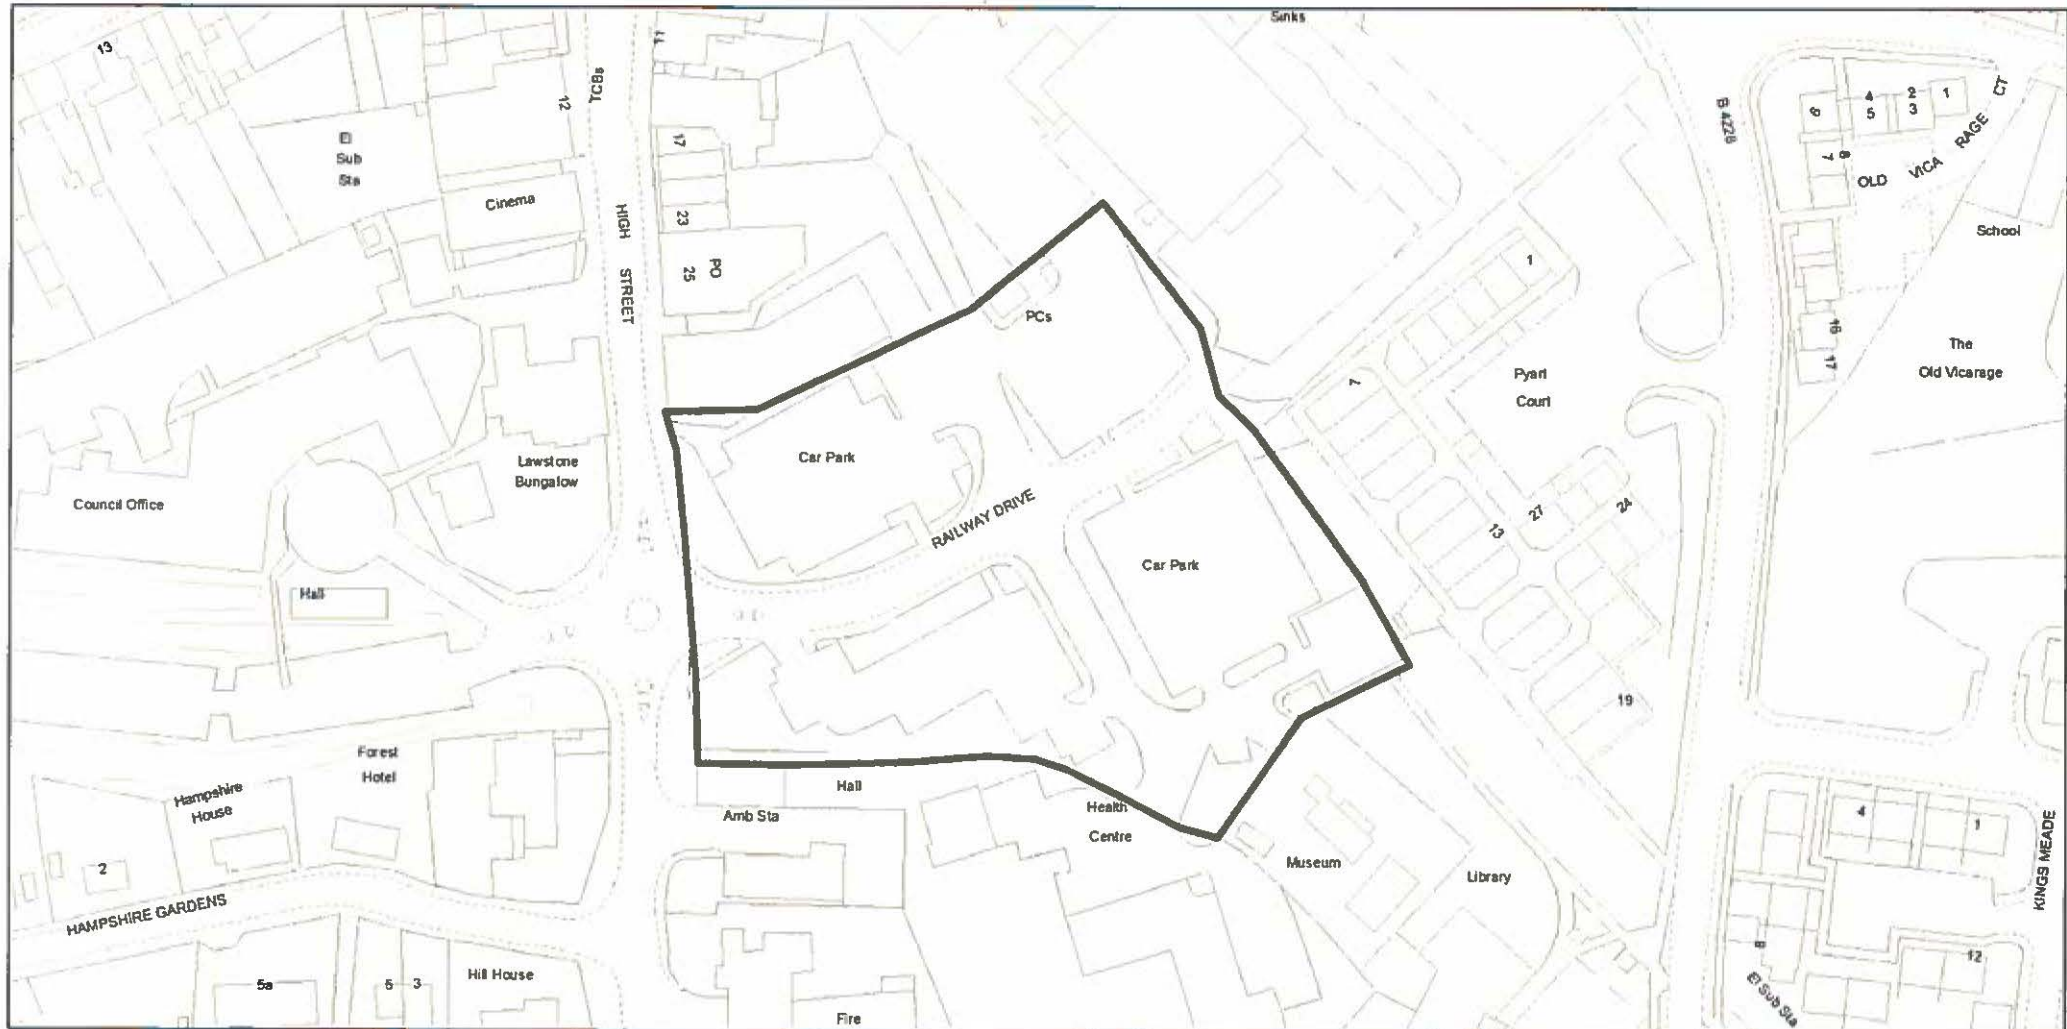 Sinks
13
11
TCBs
12
El
Sub
Sta
17
Cinema
23
HIGH
STREET
PO
25
PCs
B 4228
6
4
5
2
3
1
7
8
OLD VICA RAGE CT
School
1
16
17
The
Old Vicarage
Pyart
Court
7
Car Park
Lawstone
Bungalow
Council Office
RAILWAY DRIVE
13
27
24
Car Park
Hall
19
Forest
Hotel
Hampshire
House
2
Hall
Amb Sta
Health
Centre
Museum
Library
4
1
KINGS MEADE
HAMPSHIRE GARDENS
5a
5
3
Hill House
Fire
8
12
El Sub Sta